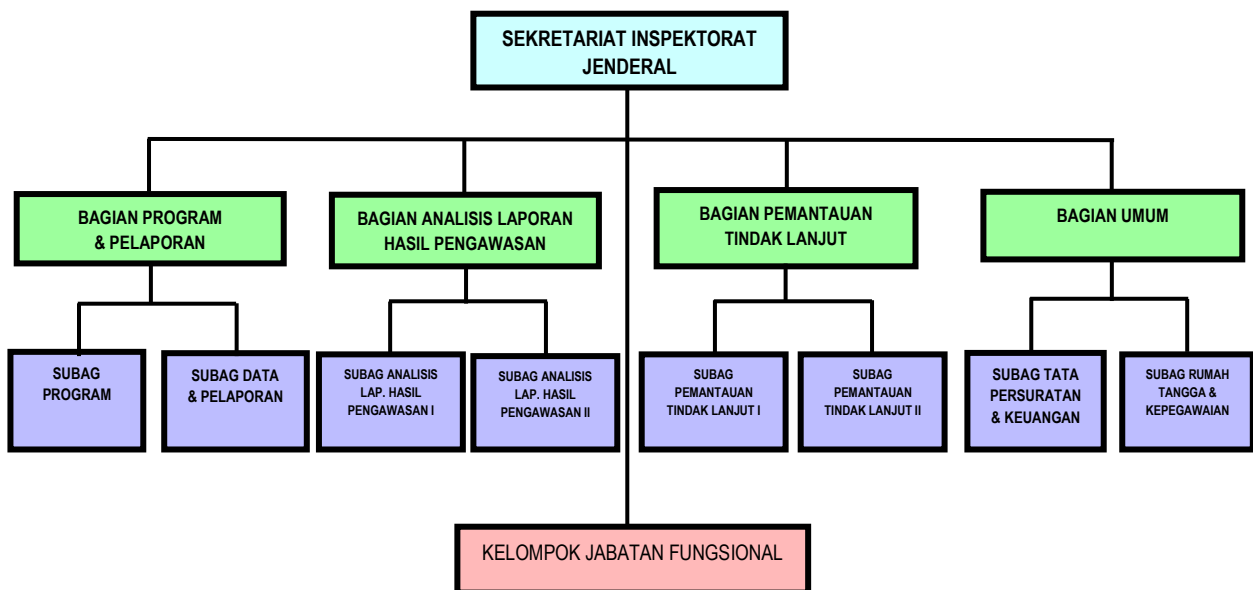 SEKRETARIAT INSPEKTORAT
JENDERAL
BAGIAN PROGRAM
& PELAPORAN
BAGIAN ANALISIS LAPORAN
HASIL PENGAWASAN
BAGIAN PEMANTAUAN
TINDAK LANJUT
BAGIAN UMUM
SUBAG
PROGRAM
SUBAG DATA
& PELAPORAN
SUBAG ANALISIS
LAP. HASIL
PENGAWASAN I
SUBAG ANALISIS
LAP. HASIL
PENGAWASAN II
SUBAG
PEMANTAUAN
TINDAK LANJUT I
SUBAG
PEMANTAUAN
TINDAK LANJUT II
SUBAG TATA
PERSURATAN
& KEUANGAN
SUBAG RUMAH
TANGGA &
KEPEGAWAIAN
KELOMPOK JABATAN FUNGSIONAL